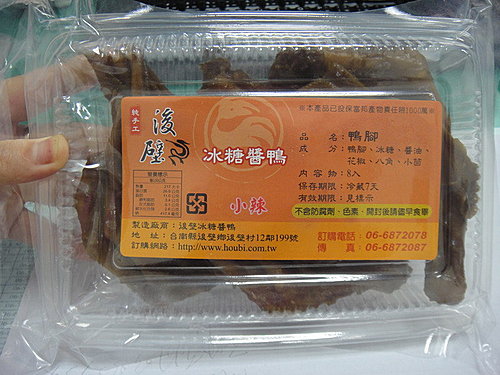 ※本產品已投保富邦產物責任險1000萬※
純手工
後壁ㄟ
冰糖醬鴨
小辣
品名：鴨腳
成分：鴨腳、冰糖、醬油、
花椒、八角、小茴
內容物：8入
保存期限：冷藏7天
有效期限：見標示
不含防腐劑、色素、開封後請儘早食畢
營養標示
製造廠商：後壁冰糖醬鴨
地址：台南縣後壁鄉後壁村12鄰199號
訂購網路：http://www.houbi.com.tw
訂購電話：06-6872078
傳真：06-6872087